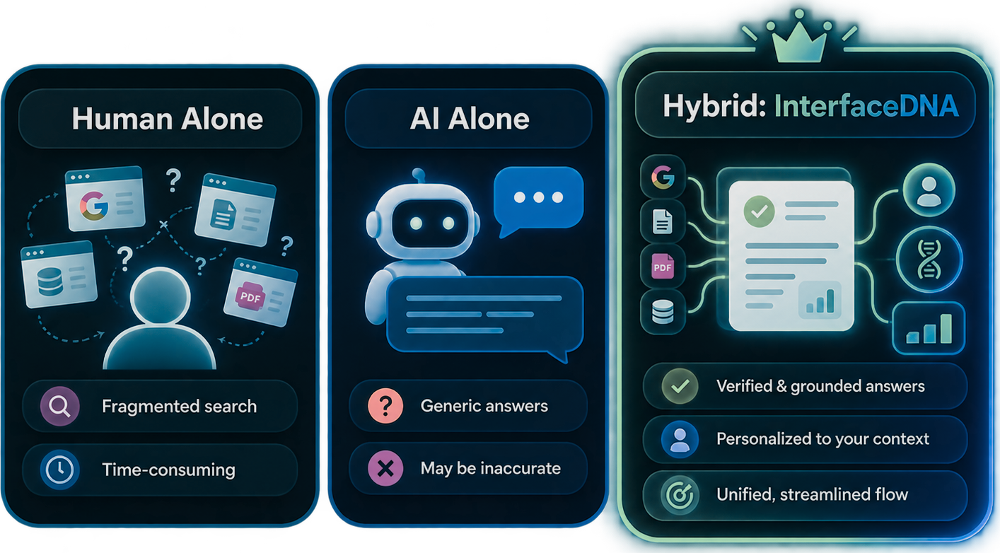 Human Alone
G
?
?
?
?
PDF
Fragmented search
Time-consuming
AI Alone
?
Generic answers
May be inaccurate
Hybrid: InterfaceDNA
G
PDF
Verified & grounded answers
Personalized to your context
Unified, streamlined flow